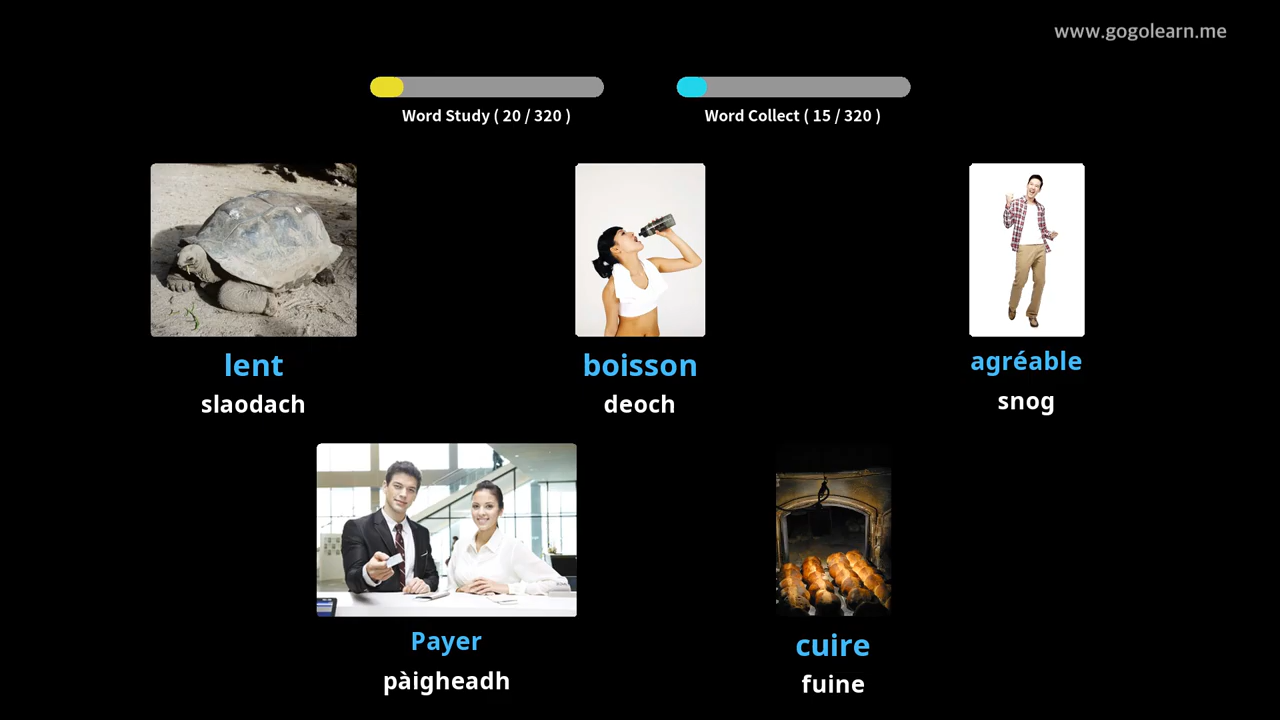 www.gogolearn.me
Word Study ( 20 / 320 )
Word Collect ( 15 / 320 )
lent
slaodach
boisson
deoch
agréable
snog
Payer
pàigheadh
cuire
fuine